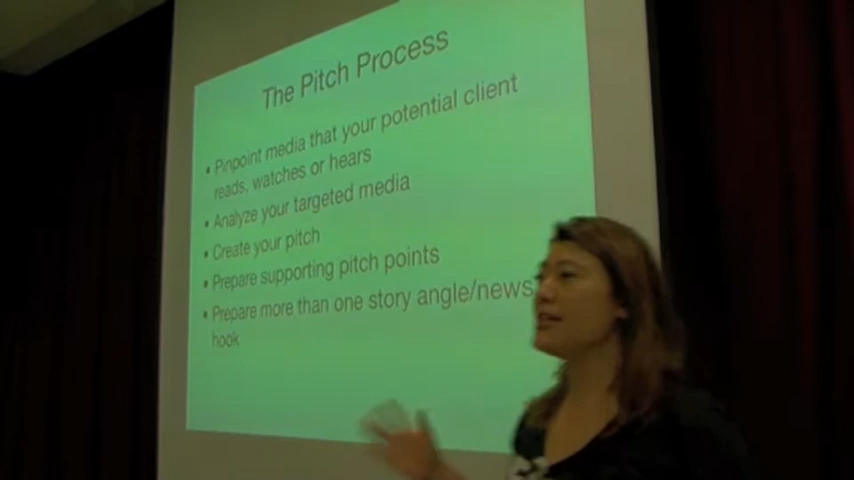 The Pitch Process
• Pinpoint media that your potential client
reads, watches or hears
• Analyze your targeted media
• Create your pitch
• Prepare supporting pitch points
• Prepare more than one story angle/news
hook